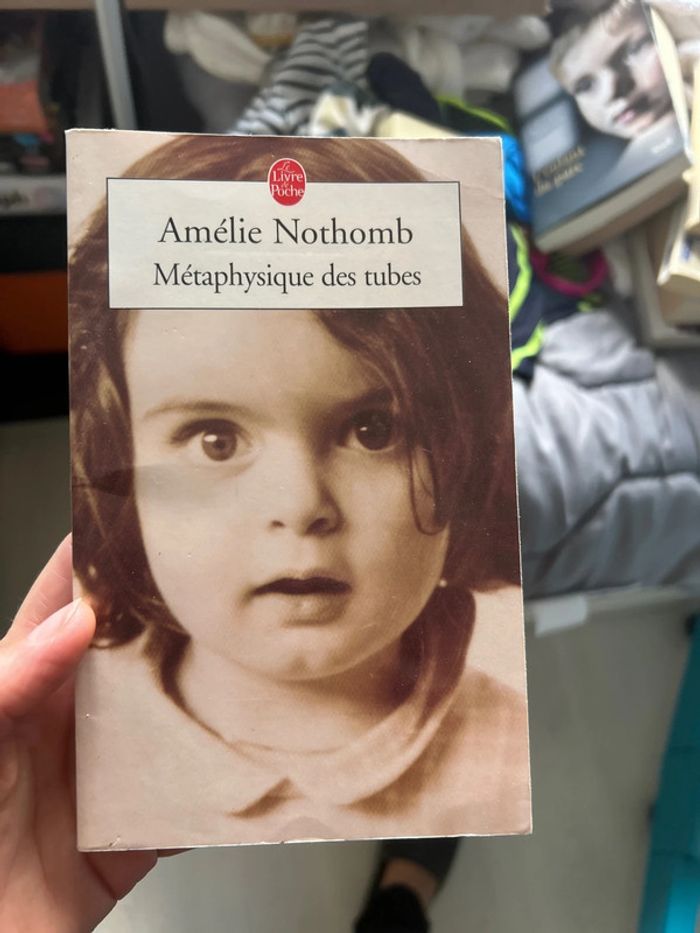 Le
Livre
de
Poche
Amélie Nothomb
Métaphysique des tubes